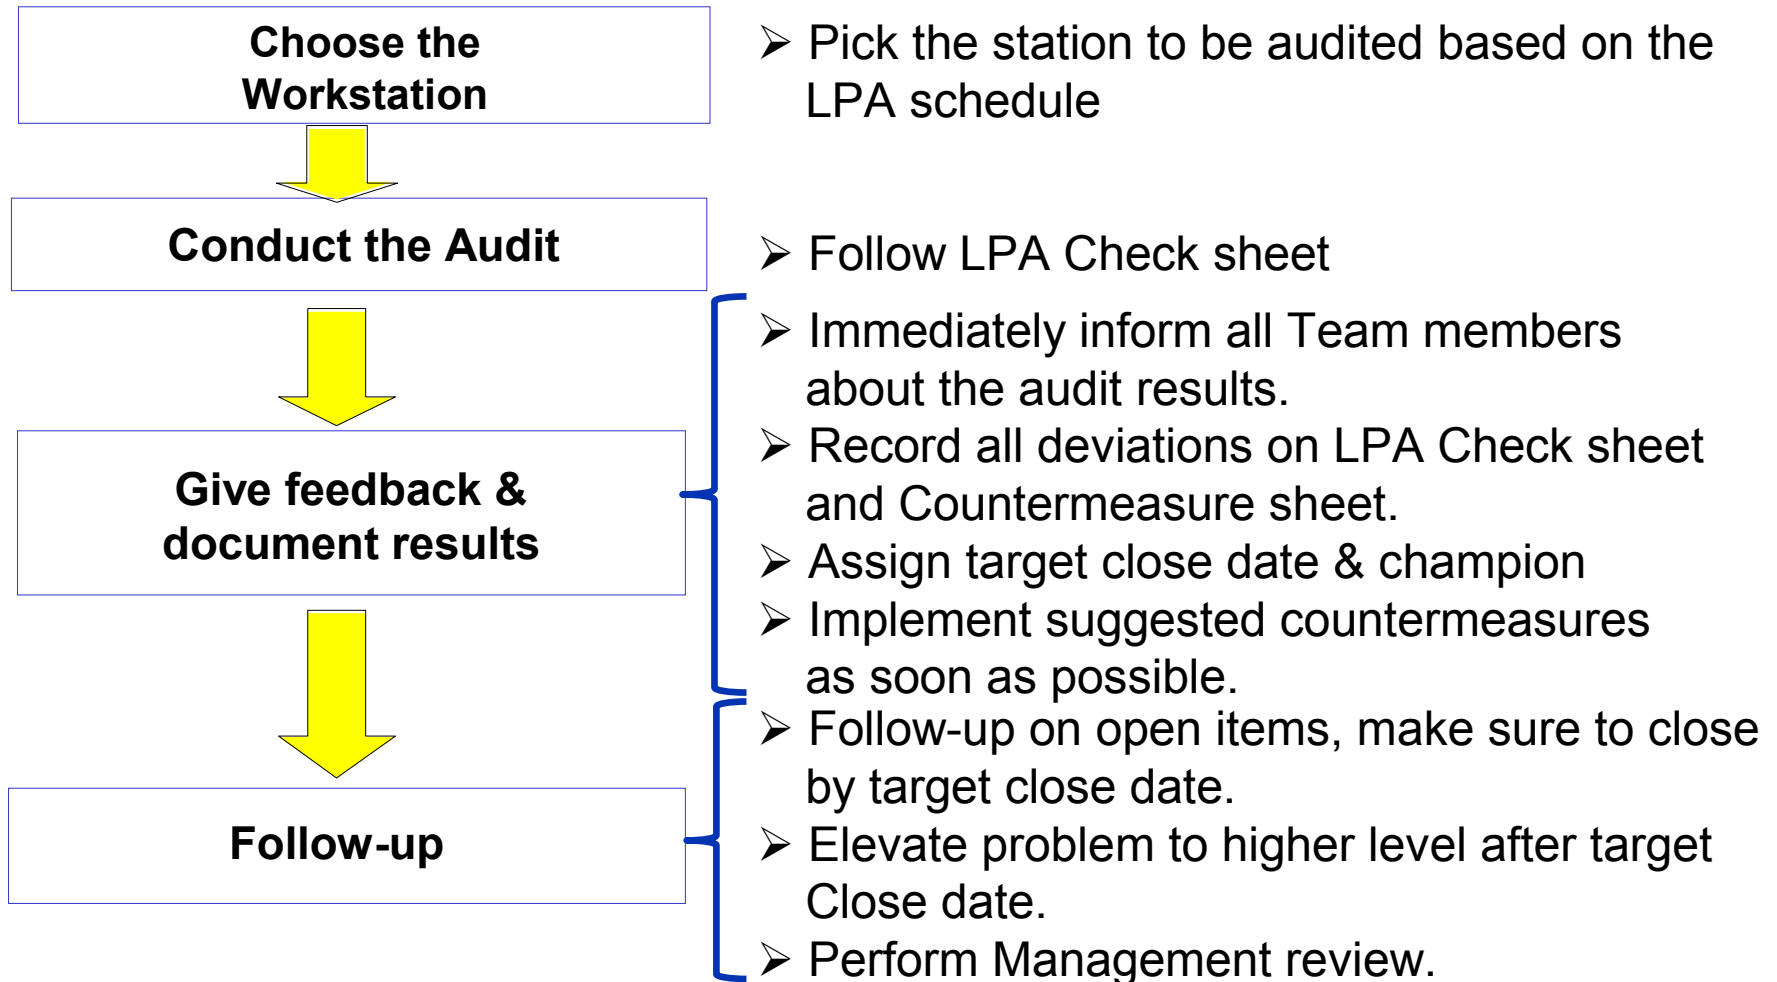 Choose the
Workstation
➢ Pick the station to be audited based on the
LPA schedule
Conduct the Audit
➢ Follow LPA Check sheet
Give feedback &
document results
➢ Immediately inform all Team members
about the audit results.
➢ Record all deviations on LPA Check sheet
and Countermeasure sheet.
➢ Assign target close date & champion
➢ Implement suggested countermeasures
as soon as possible.
Follow-up
➢ Follow-up on open items, make sure to close
by target close date.
➢ Elevate problem to higher level after target
Close date.
➢ Perform Management review.